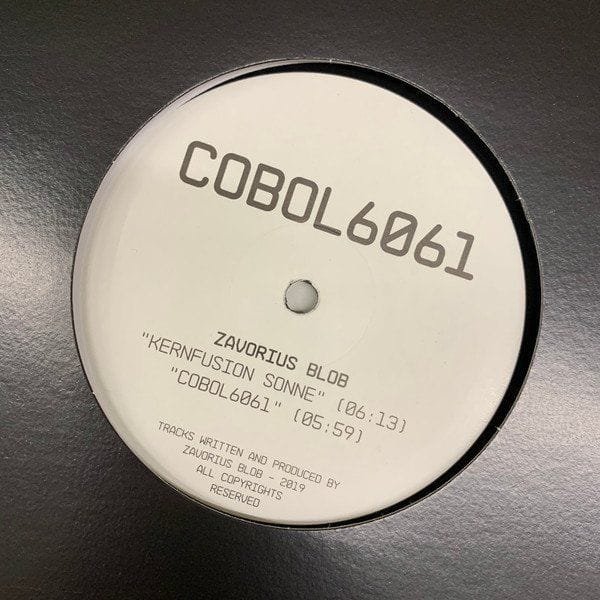 COBOL6061
ZAVORIUS BLOB
"KERNFUSION SONNE" (06:13)
"COBOL6061" (05:59)
TRACKS WRITTEN AND PRODUCED BY
ZAVORIUS BLOB - 2019
ALL COPYRIGHTS
RESERVED